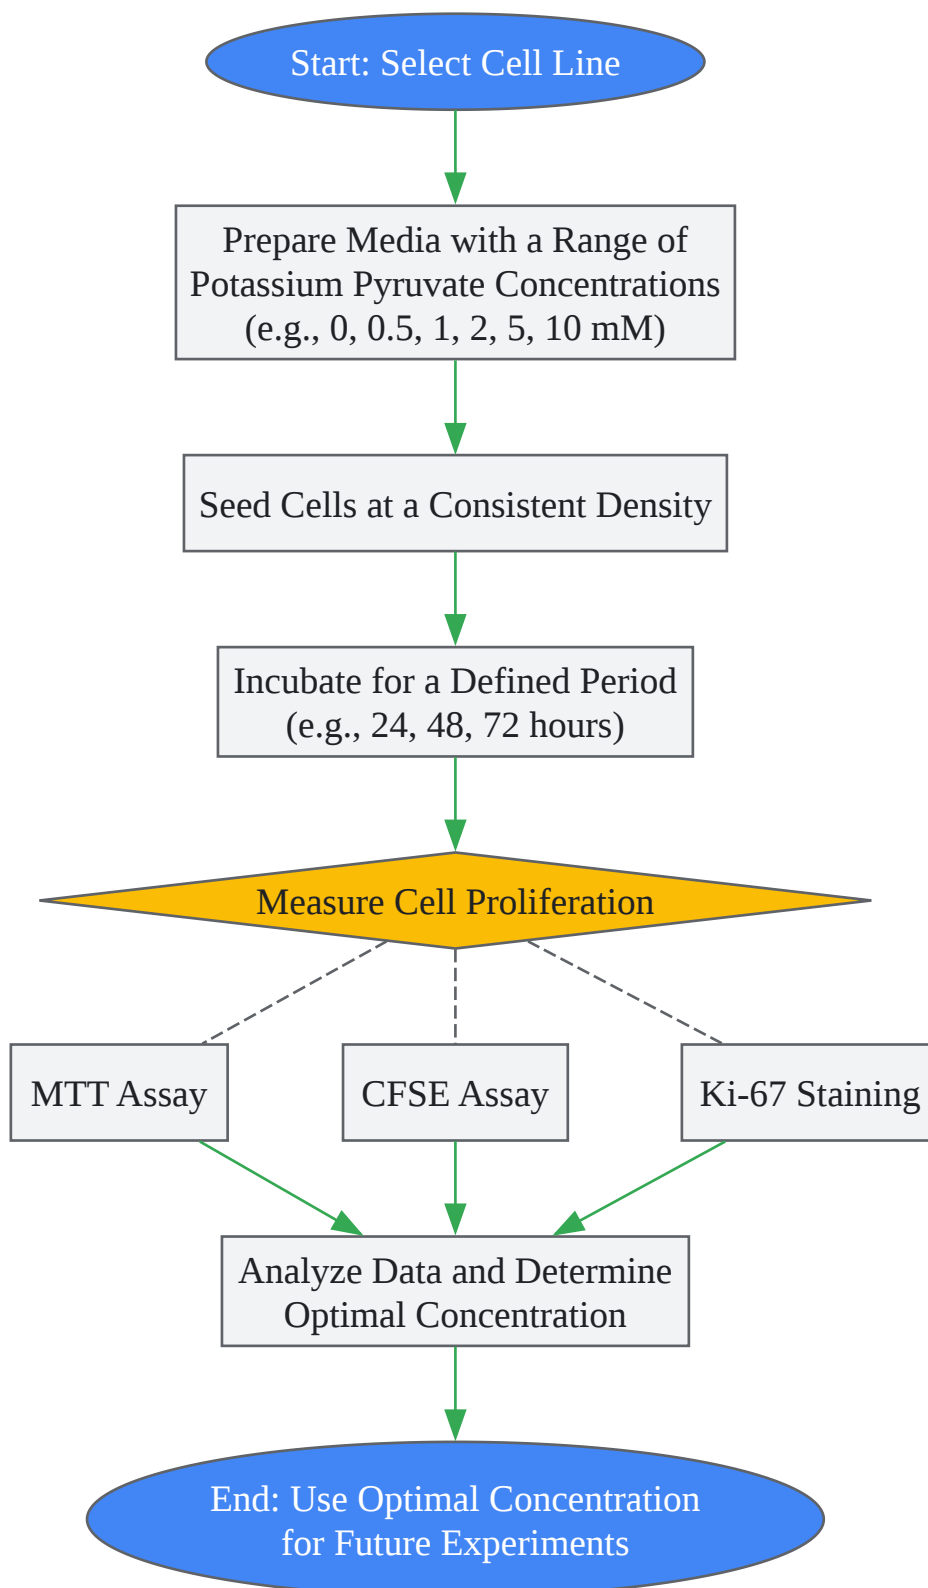 Start: Select Cell Line
Prepare Media with a Range of
Potassium Pyruvate Concentrations
(e.g., 0, 0.5, 1, 2, 5, 10 mM)
Seed Cells at a Consistent Density
Incubate for a Defined Period
(e.g., 24, 48, 72 hours)
Measure Cell Proliferation
MTT Assay
CFSE Assay
Ki-67 Staining
Analyze Data and Determine
Optimal Concentration
End: Use Optimal Concentration
for Future Experiments